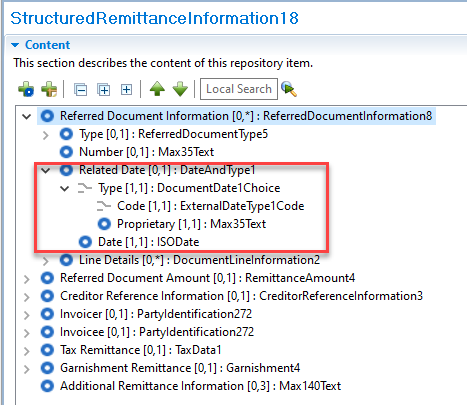 StructuredRemittanceInformation18
Content
This section describes the content of this repository item.
Local Search
Referred Document Information [0,*] : ReferredDocumentInformation8
Type [0,1] : ReferredDocumentType5
Number [0,1] : Max35Text
Related Date [0,1] : DateAndType1
Type [1,1] : DocumentDate1Choice
Code [1,1] : ExternalDateType1Code
Proprietary [1,1] : Max35Text
Date [1,1] : ISODate
Line Details [0,*] : DocumentLineInformation2
Referred Document Amount [0,1] : RemittanceAmount4
Creditor Reference Information [0,1] : CreditorReferenceInformation3
Invoicer [0,1] : PartyIdentification272
Invoicee [0,1] : PartyIdentification272
Tax Remittance [0,1] : TaxData1
Garnishment Remittance [0,1] : Garnishment4
Additional Remittance Information [0,3] : Max140Text